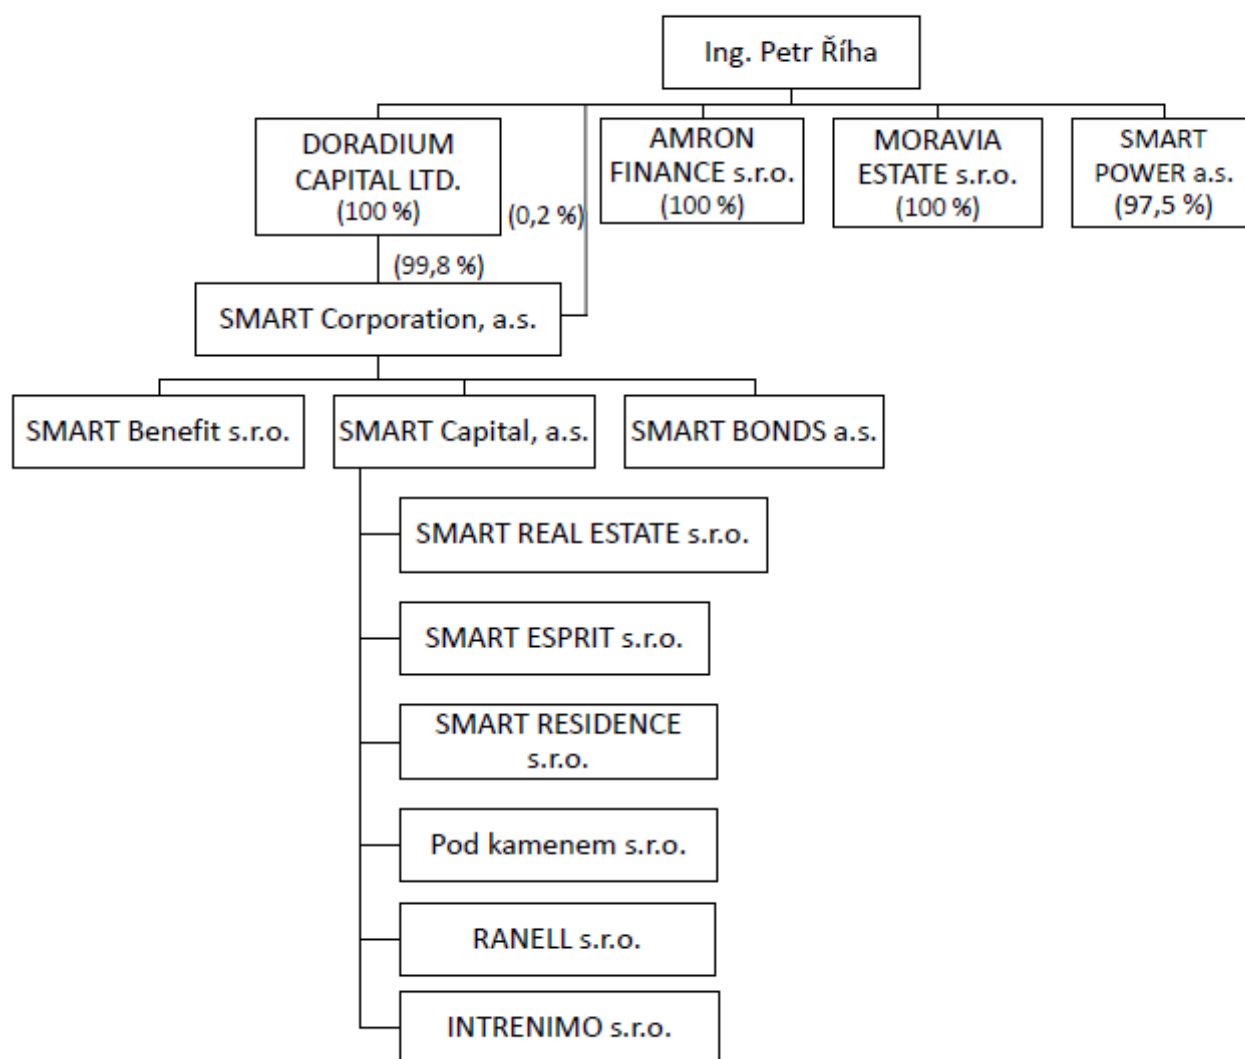 Ing. Petr Říha
DORADIUM
CAPITAL LTD.
(100 %)
(0,2 %)
AMRON
FINANCE s.r.o.
(100 %)
MORAVIA
ESTATE s.r.o.
(100 %)
SMART
POWER a.s.
(97,5 %)
(99,8 %)
SMART Corporation, a.s.
SMART Benefit s.r.o.
SMART Capital, a.s.
SMART BONDS a.s.
SMART REAL ESTATE s.r.o.
SMART ESPRIT s.r.o.
SMART RESIDENCE
s.r.o.
Pod kamenem s.r.o.
RANELL s.r.o.
INTRENIMO s.r.o.